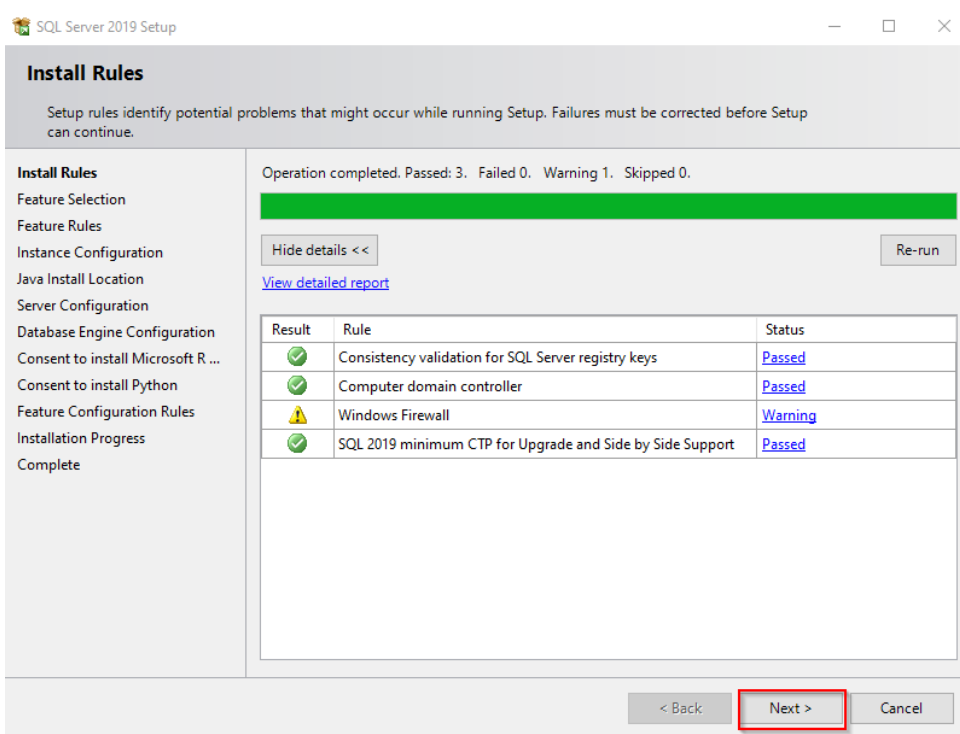 SQL Server 2019 Setup
Install Rules
Setup rules identify potential problems that might occur while running Setup. Failures must be corrected before Setup
can continue.
Install Rules
Feature Selection
Feature Rules
Instance Configuration
Java Install Location
Server Configuration
Database Engine Configuration
Consent to install Microsoft R ...
Consent to install Python
Feature Configuration Rules
Installation Progress
Complete
Operation completed. Passed: 3. Failed 0. Warning 1. Skipped 0.
Hide details <<
Re-run
View detailed report
Result Rule Status
Consistency validation for SQL Server registry keys Passed
Computer domain controller Passed
Windows Firewall Warning
SQL 2019 minimum CTP for Upgrade and Side by Side Support Passed
< Back Next > Cancel